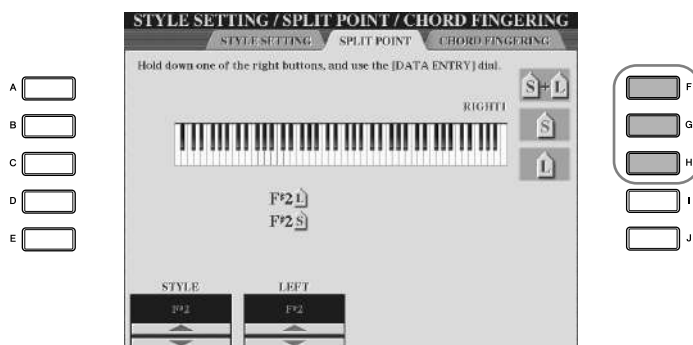 STYLE SETTING / SPLIT POINT / CHORD FINGERING
STYLE SETTING SPLIT POINT CHORD FINGERING
Hold down one of the right buttons, and use the [DATA ENTRY] dial.
A
S+L
F
RIGHT1
B
S
G
C
L
H
D
F#2 L
I
F#2 S
E
J
STYLE LEFT
F#2 F#2